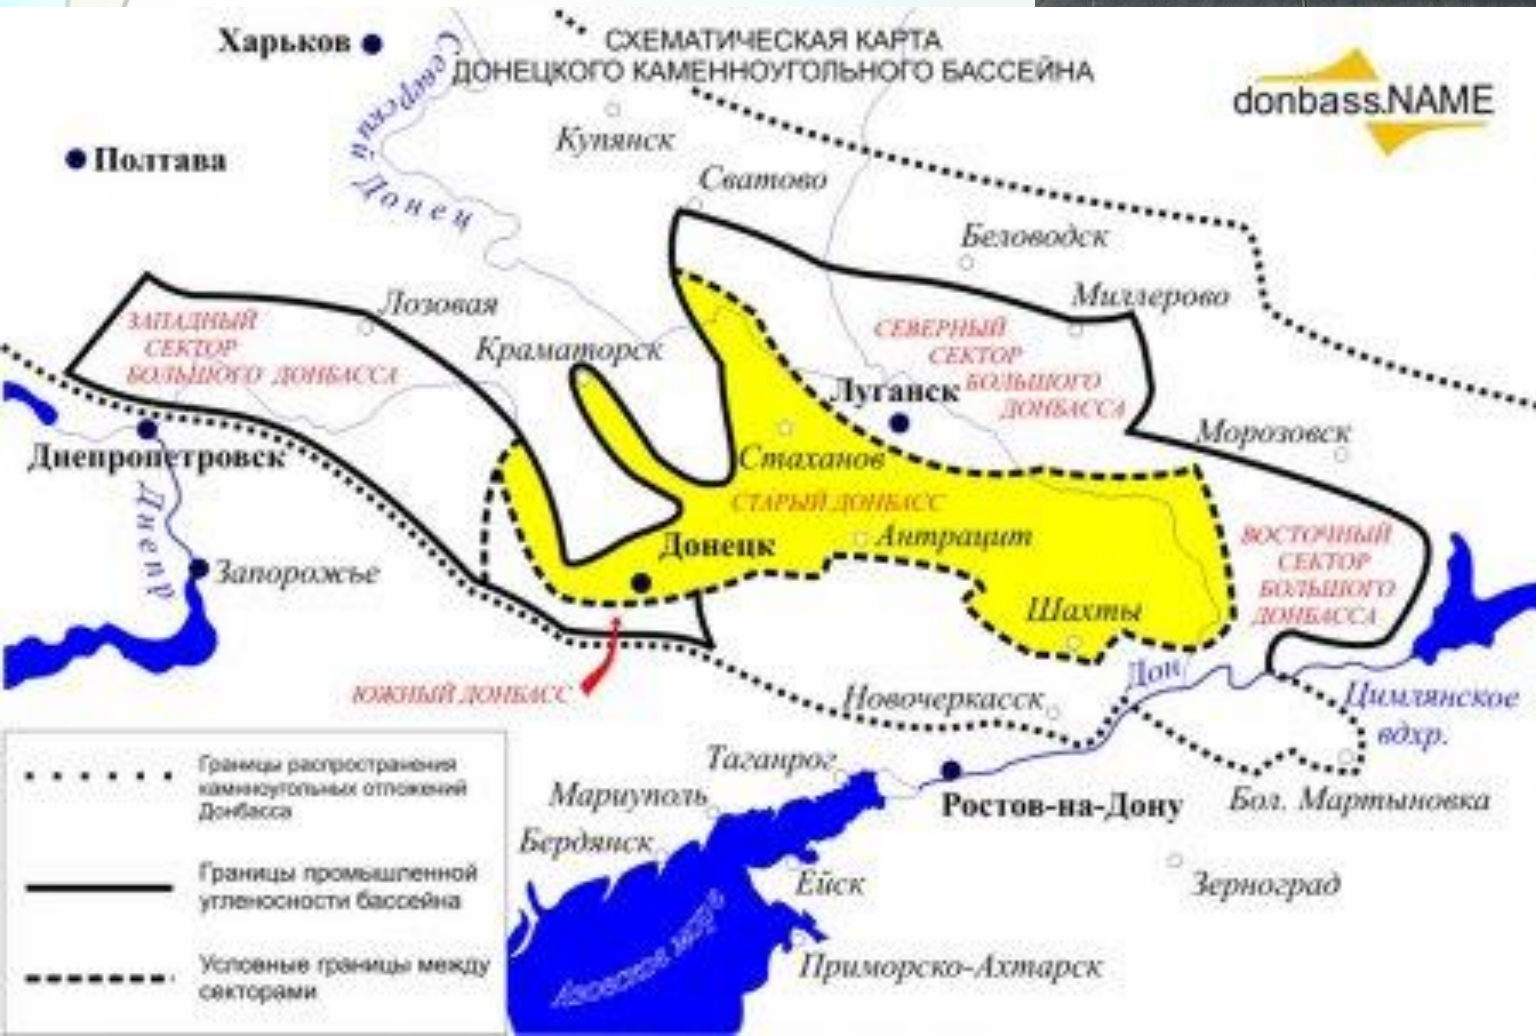 СХЕМАТИЧЕСКАЯ КАРТА
ДОНЕЦКОГО КАМЕННОУГОЛЬНОГО БАССЕЙНА
donbass.NAME
Харьков
Северский Донец
Купянск
Полтава
Сватово
Беловодск
Миллерово
Лозовая
ЗАПАДНЫЙ
СЕКТОР
БОЛЬШОГО ДОНБАССА
Краматорск
СЕВЕРНЫЙ
СЕКТОР
БОЛЬШОГО
ДОНБАССА
Луганск
Морозовск
Днепропетровск
Стаханов
СТАРЫЙ ДОНБАСС
Днепр
Донецк
Антрацит
ВОСТОЧНЫЙ
СЕКТОР
БОЛЬШОГО
ДОНБАССА
Запорожье
Шахты
Дон
ЮЖНЫЙ ДОНБАСС
Новочеркасск
Цимлянское
вдхр.
Таганрог
Мариуполь
Ростов-на-Дону
Бол. Мартыновка
Бердянск
Ейск
Зерноград
Азовское море
Приморско-Ахтарск
Границы распространения
каминоугольных отложений
Донбасса
Границы промышленной
угленосности бассейна
Условные границы между
секторами